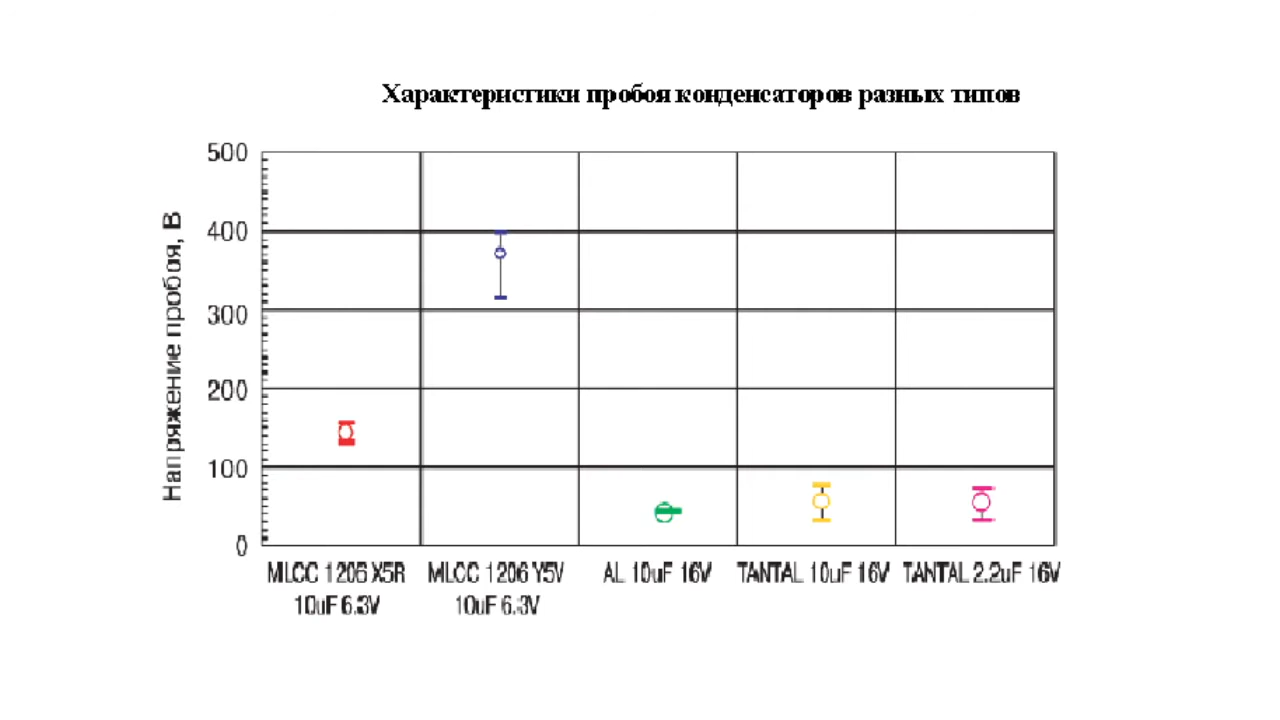 Характеристики пробоя конденсаторов разных типов
500
400
300
200
100
0
Напряжение пробоя, В
MLCC 1206 X5R
10uF 6.3V
MLCC 1206 Y5V
10uF 6.3V
AL 10uF 16V
TANTAL 10uF 16V
TANTAL 2.2uF 16V